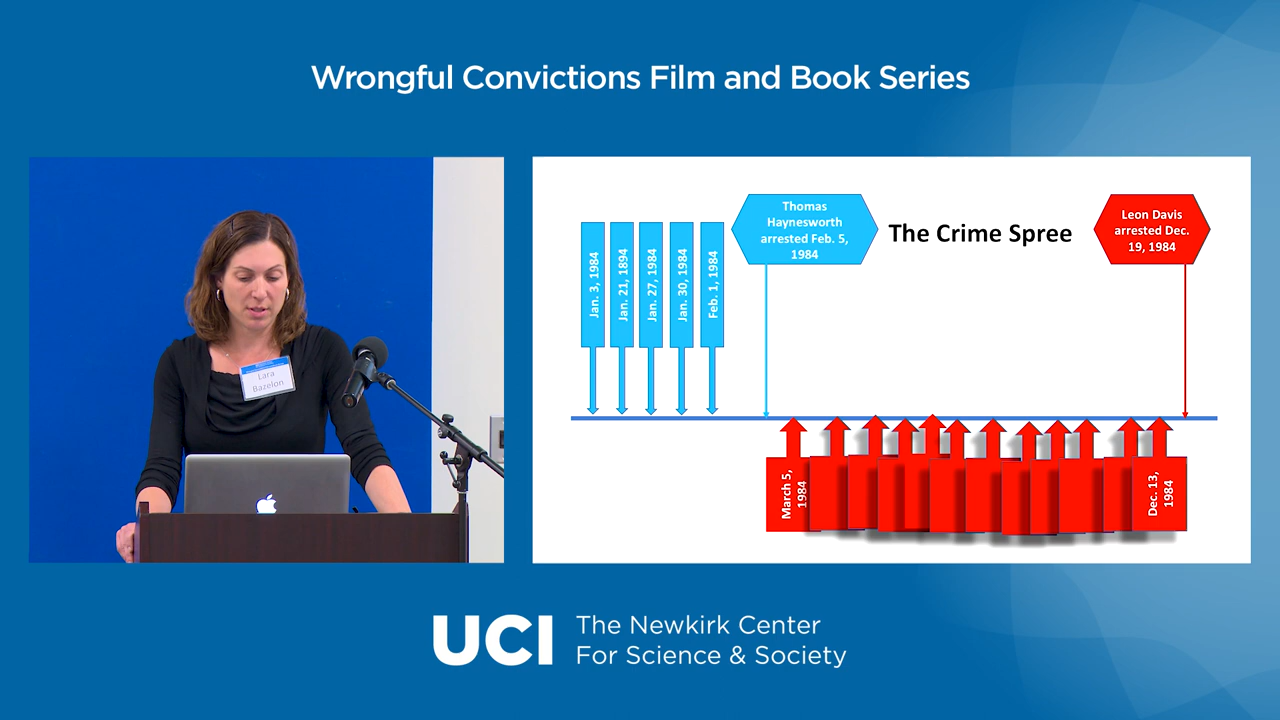 Wrongful Convictions Film and Book Series
Lara
Bazelon
Jan. 3, 1984
Jan. 21, 1894
Jan. 27, 1984
Jan. 30, 1984
Feb. 1, 1984
Thomas
Haynesworth
arrested Feb. 5,
1984
The Crime Spree
Leon Davis
arrested Dec.
19, 1984
March 5,
1984
Dec. 13,
1984
UCI
The Newkirk Center
For Science & Society